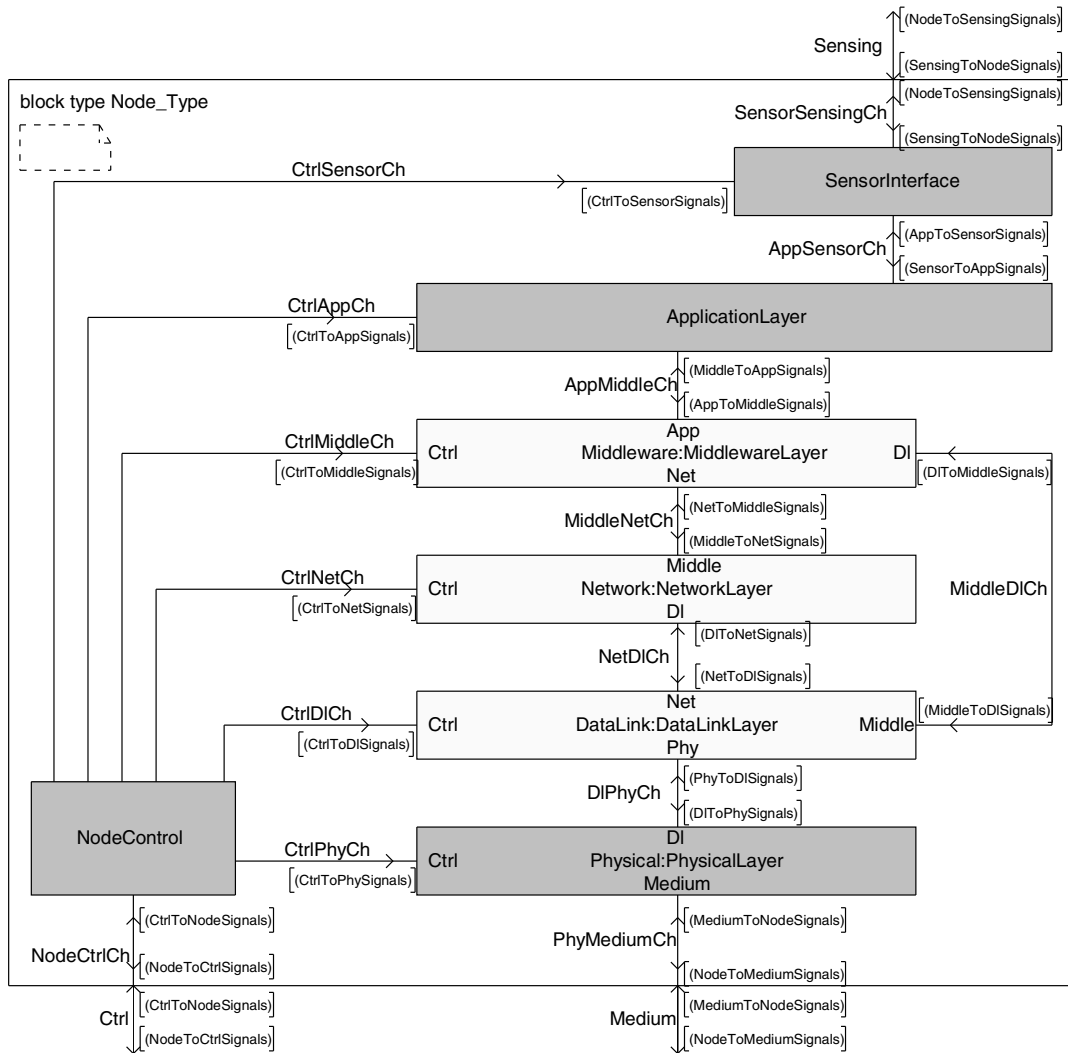 (NodeToSensingSignals)
Sensing
(SensingToNodeSignals)
block type Node_Type
(NodeToSensingSignals)
SensorSensingCh
(SensingToNodeSignals)
CtrlSensorCh
SensorInterface
(CtrlToSensorSignals)
(AppToSensorSignals)
AppSensorCh
(SensorToAppSignals)
CtrlAppCh
ApplicationLayer
(CtrlToAppSignals)
(MiddleToAppSignals)
AppMiddleCh
(AppToMiddleSignals)
CtrlMiddleCh
App
Ctrl
Middleware:MiddlewareLayer
Dl
(CtrlToMiddleSignals)
Net
(DlToMiddleSignals)
(NetToMiddleSignals)
MiddleNetCh
(MiddleToNetSignals)
CtrlNetCh
Middle
Ctrl
Network:NetworkLayer
MiddleDlCh
(CtrlToNetSignals)
Dl
(DlToNetSignals)
NetDlCh
(NetToDlSignals)
CtrlDlCh
Net
(MiddleToDlSignals)
Ctrl
DataLink:DataLinkLayer
Middle
(CtrlToDlSignals)
Phy
(PhyToDlSignals)
DlPhyCh
(DlToPhySignals)
NodeControl
CtrlPhyCh
Dl
Ctrl
Physical:PhysicalLayer
(CtrlToPhySignals)
Medium
(CtrlToNodeSignals)
(MediumToNodeSignals)
NodeCtrlCh
PhyMediumCh
(NodeToCtrlSignals)
(NodeToMediumSignals)
(CtrlToNodeSignals)
(MediumToNodeSignals)
Ctrl
Medium
(NodeToCtrlSignals)
(NodeToMediumSignals)